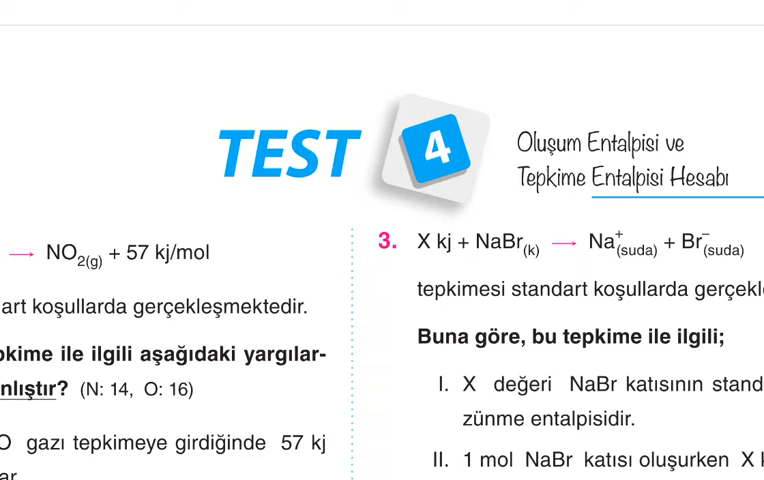 TEST 4
Oluşum Entalpisi ve
Tepkime Entalpisi Hesabı
→ NO2(g) + 57 kj/mol
art koşullarda gerçekleşmektedir.
kime ile ilgili aşağıdaki yargılar-
nlıştır? (N: 14, O: 16)
O gazı tepkimeye girdiğinde 57 kj
ar.
3. X kj + NaBr(k) → Na+(suda) + Br–(suda)
tepkimesi standart koşullarda gerçekl
Buna göre, bu tepkime ile ilgili;
I. X değeri NaBr katısının stand
zünme entalpisidir.
II. 1 mol NaBr katısı oluşurken X k